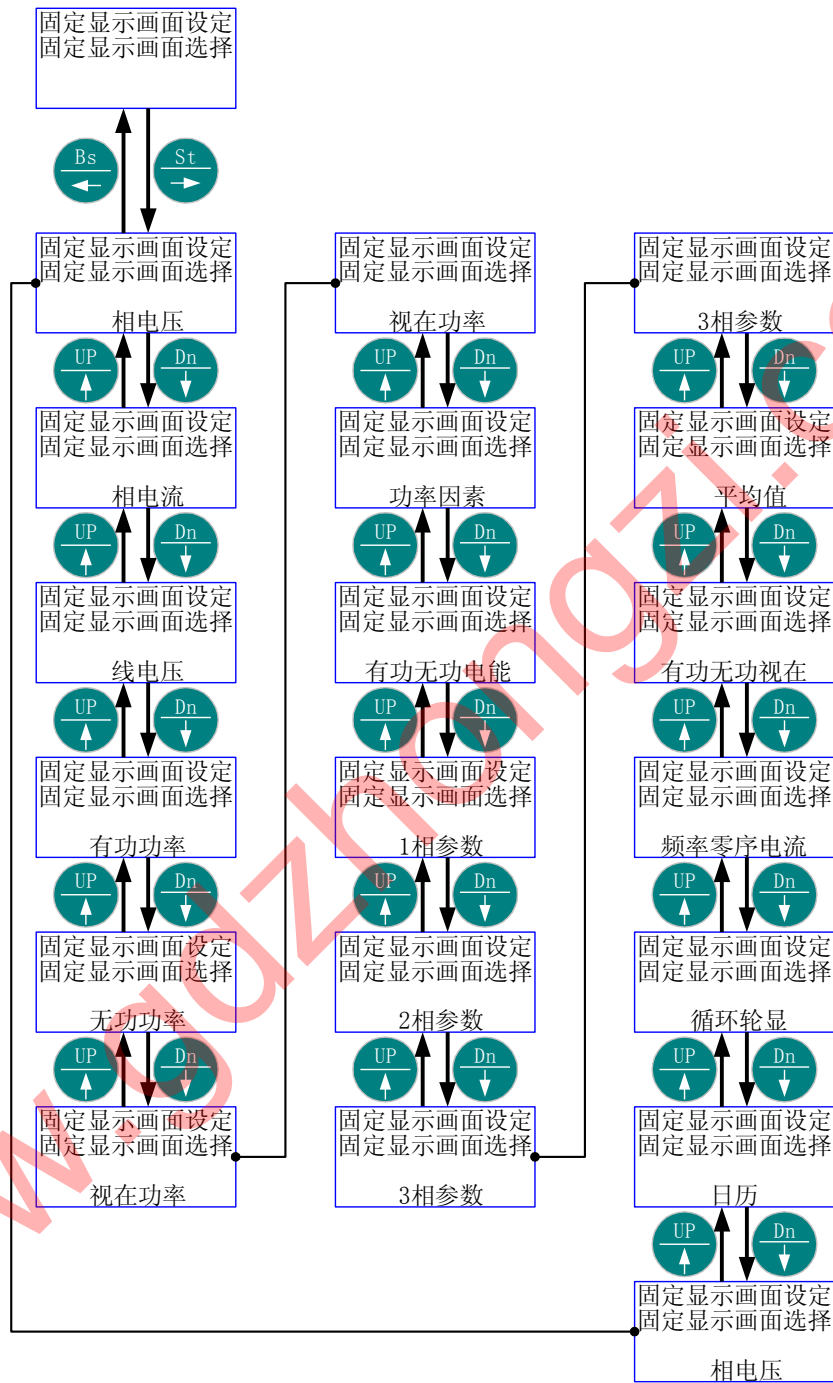 固定显示画面设定
固定显示画面选择
Bs
St
固定显示画面设定
固定显示画面选择
相电压
UP
Dn
固定显示画面设定
固定显示画面选择
相电流
UP
Dn
固定显示画面设定
固定显示画面选择
线电压
UP
Dn
固定显示画面设定
固定显示画面选择
有功功率
UP
Dn
固定显示画面设定
固定显示画面选择
无功功率
UP
Dn
固定显示画面设定
固定显示画面选择
视在功率
固定显示画面设定
固定显示画面选择
视在功率
UP
Dn
固定显示画面设定
固定显示画面选择
功率因素
UP
Dn
固定显示画面设定
固定显示画面选择
有功无功电能
UP
Dn
固定显示画面设定
固定显示画面选择
1相参数
UP
Dn
固定显示画面设定
固定显示画面选择
2相参数
UP
Dn
固定显示画面设定
固定显示画面选择
3相参数
固定显示画面设定
固定显示画面选择
3相参数
UP
Dn
固定显示画面设定
固定显示画面选择
平均值
UP
Dn
固定显示画面设定
固定显示画面选择
有功无功视在
UP
Dn
固定显示画面设定
固定显示画面选择
频率零序电流
UP
Dn
固定显示画面设定
固定显示画面选择
循环轮显
UP
Dn
固定显示画面设定
固定显示画面选择
日历
UP
Dn
固定显示画面设定
固定显示画面选择
相电压
w.gdzhongzi.c